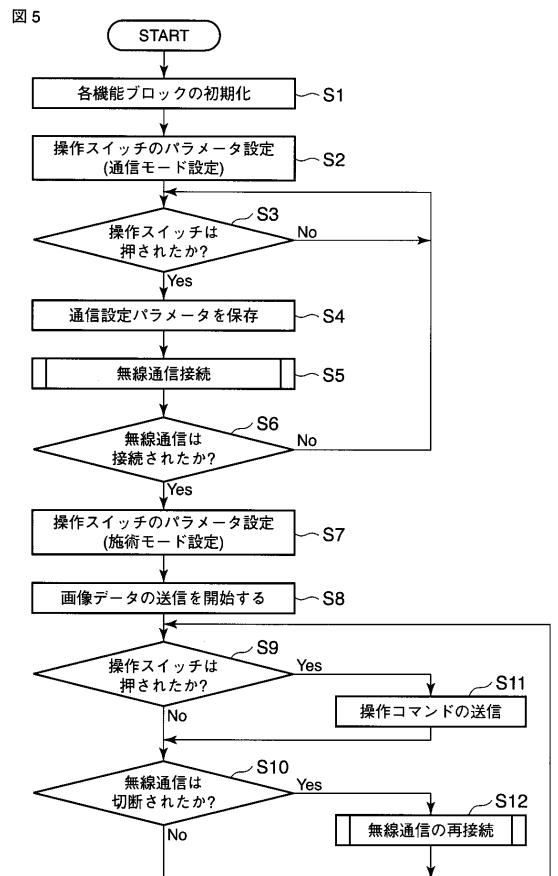 図5
START
各機能ブロックの初期化
S1
操作スイッチのパラメータ設定
(通信モード設定)
S2
S3
操作スイッチは
押されたか?
No
Yes
通信設定パラメータを保存
S4
無線通信接続
S5
S6
無線通信は
接続されたか?
No
Yes
操作スイッチのパラメータ設定
(施術モード設定)
S7
画像データの送信を開始する
S8
S9
操作スイッチは
押されたか?
Yes
No
S11
操作コマンドの送信
S10
無線通信は
切断されたか?
Yes
No
S12
無線通信の再接続